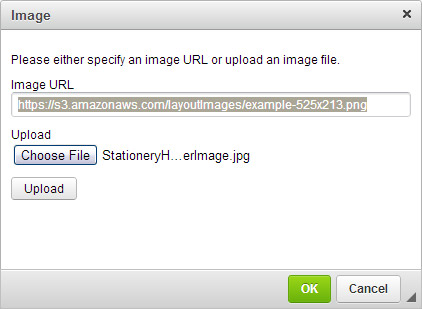 Image
Please either specify an image URL or upload an image file.
Image URL
https://s3.amazonaws.com/layoutImages/example-525x213.png
Upload
Choose File StationeryH...erImage.jpg
Upload
OK Cancel